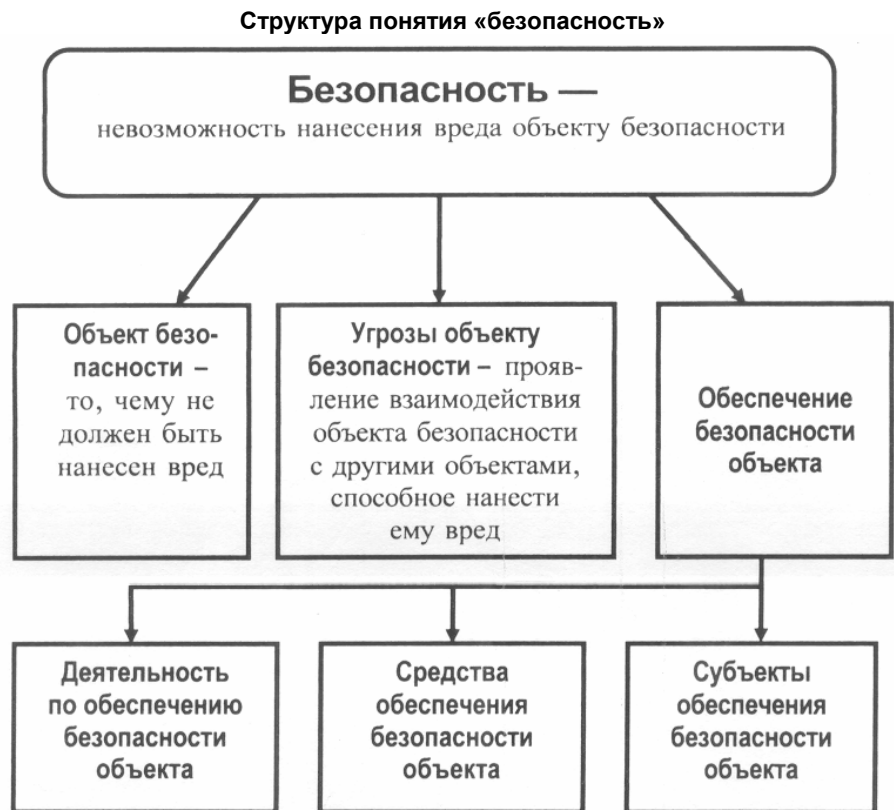 Структура понятия «безопасность»
Безопасность —
невозможность нанесения вреда объекту безопасности
Объект безо-
пасности –
то, чему не
должен быть
нанесен вред
Угрозы объекту
безопасности – прояв-
ление взаимодействия
объекта безопасности
с другими объектами,
способное нанести
ему вред
Обеспечение
безопасности
объекта
Деятельность
по обеспечению
безопасности
объекта
Средства
обеспечения
безопасности
объекта
Субъекты
обеспечения
безопасности
объекта